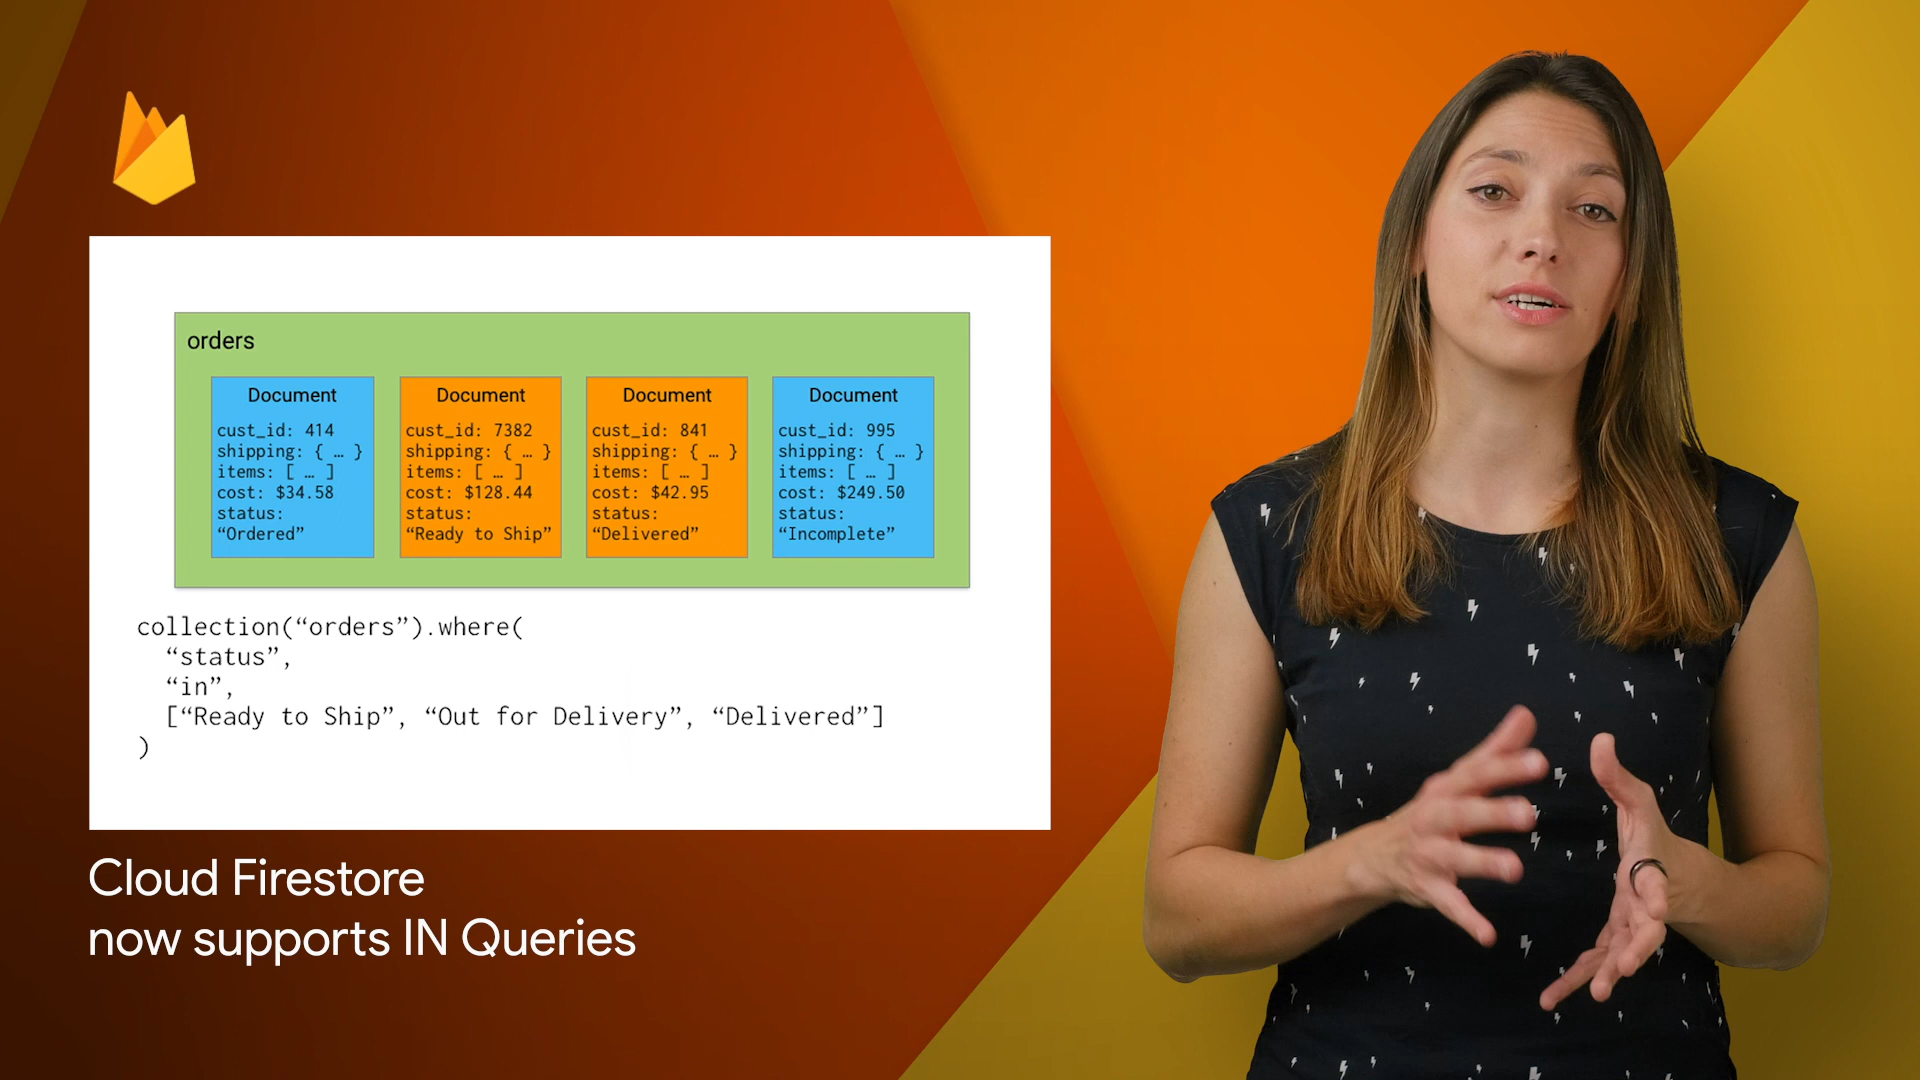 orders
Document
cust_id: 414
shipping: { … }
items: [ … ]
cost: $34.58
status:
“Ordered”
Document
cust_id: 7382
shipping: { … }
items: [ … ]
cost: $128.44
status:
“Ready to Ship”
Document
cust_id: 841
shipping: { … }
items: [ … ]
cost: $42.95
status:
“Delivered”
Document
cust_id: 995
shipping: { … }
items: [ … ]
cost: $249.50
status:
“Incomplete”
collection(“orders”).where(
“status”,
“in”,
[“Ready to Ship”, “Out for Delivery”, “Delivered”]
)
Cloud Firestore
now supports IN Queries